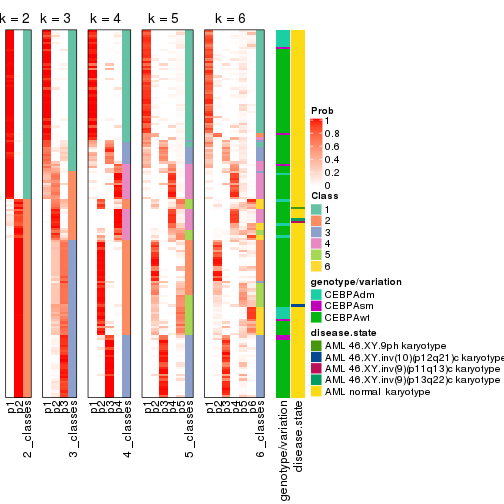 k = 2
k = 3
k = 4
k = 5
k = 6
Prob
1
0.8
0.6
0.4
0.2
0
Class
1
2
3
4
5
6
genotype/variation
CEBPAdm
CEBPAsm
CEBPAwt
disease.state
AML 46.XY.9ph karyotype
AML 46.XY.inv(10)(p12q21)c karyotype
AML 46.XY.inv(9)(p11q13)c karyotype
AML 46.XY.inv(9)(p13q22)c karyotype
AML normal karyotype
p1
p2
2_classes
p1
p2
p3
3_classes
p1
p2
p3
p4
4_classes
p1
p2
p3
p4
p5
5_classes
p1
p2
p3
p4
p5
p6
6_classes
genotype/variation
disease.state